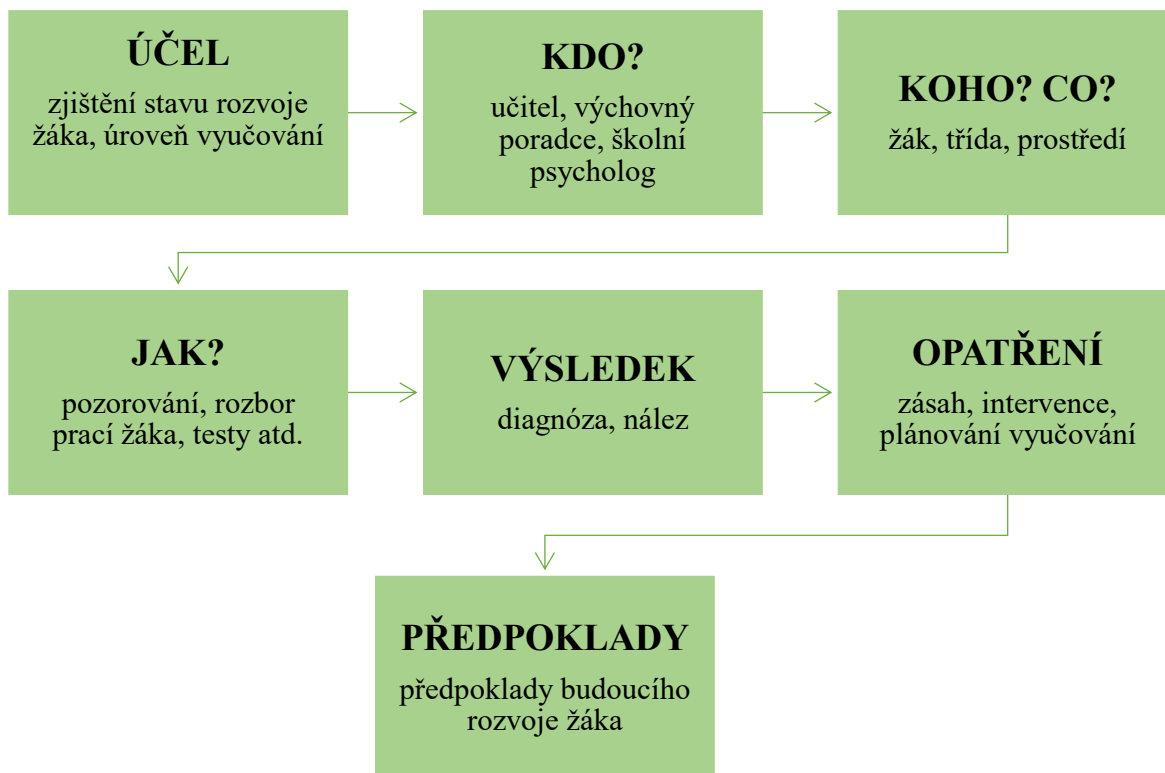 ÚČEL
zjištění stavu rozvoje
žáka, úroveň vyučování
KDO?
učitel, výchovný
poradce, školní
psycholog
KOHO? CO?
žák, třída, prostředí
JAK?
pozorování, rozbor
prací žáka, testy atd.
VÝSLEDEK
diagnóza, nález
OPATŘENÍ
zásah, intervence,
plánování vyučování
PŘEDPOKLADY
předpoklady budoucího
rozvoje žáka